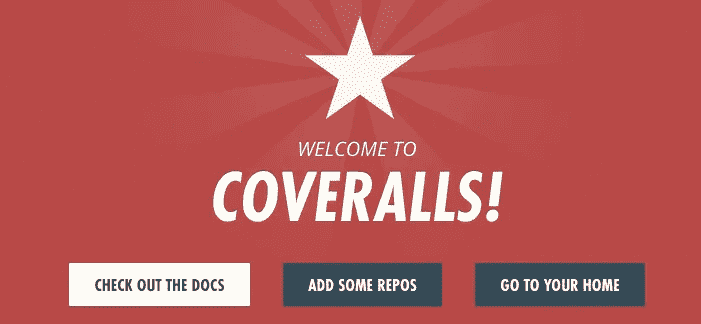 WELCOME TO
COVERALLS!
CHECK OUT THE DOCS
ADD SOME REPOS
GO TO YOUR HOME